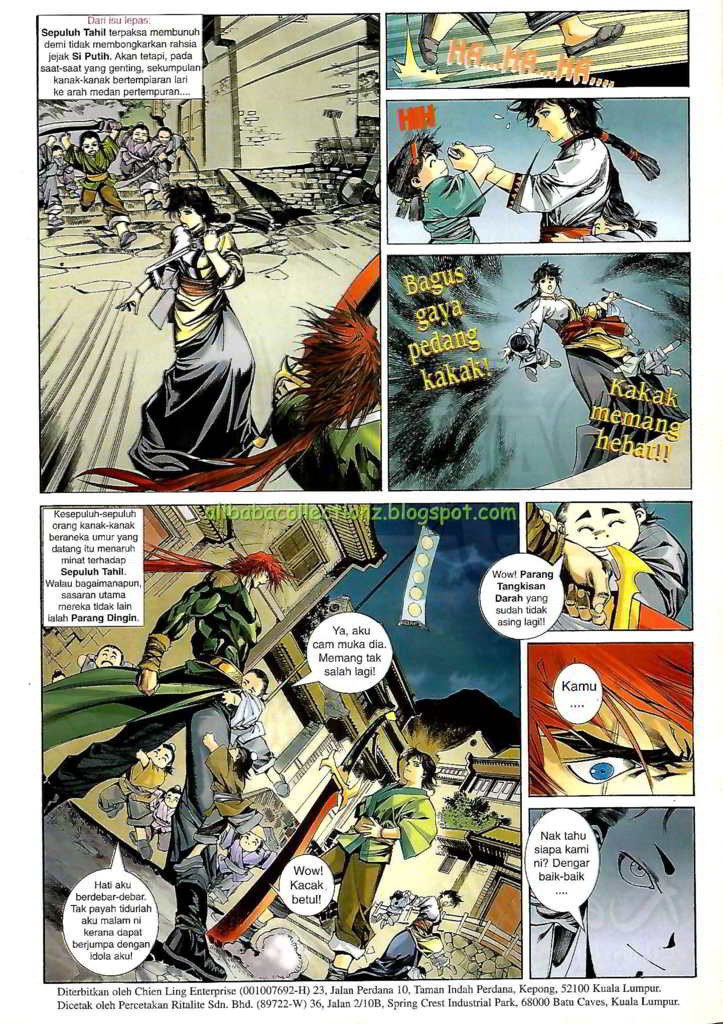 Dari isu lepas:
Sepuluh Tahil terpaksa membunuh
demi tidak membongkarkan rahsia
jejak Si Putih. Akan tetapi, pada
saat-saat yang genting, sekumpulan
kanak-kanak bertempiaran lari
ke arah medan pertempuran....
HA...HA...HA....
HIH
!
Bagus
gaya
pedang
kakak!
Kakak
memang
hebat!!
alibabacollectionz.blogspot.com
Kesepuluh-sepuluh
orang kanak-kanak
beraneka umur yang
datang itu menaruh
minat terhadap
Sepuluh Tahil.
Walau bagaimanapun,
sasaran utama
mereka tidak lain
ialah Parang Dingin.
Ya, aku
cam muka dia.
Memang tak
salah lagi!
Wow! Parang
Tangkisan
Darah yang
sudah tidak
asing lagi!!
Kamu
....
Wow!
Kacak
betul!
Hati aku
berdebar-debar.
Tak payah tiduriah
aku malam ni
kerana dapat
berjumpa dengan
idola aku!
Nak tahu
siapa kami
ni? Dengar
baik-baik
....
Diterbitkan oleh Chien Ling Enterprise (001007692-H) 23, Jalan Perdana 10, Taman Indah Perdana, Kepong, 52100 Kuala Lumpur.
Dicetak oleh Percetakan Ritalite Sdn. Bhd. (89722-W) 36, Jalan 2/10B, Spring Crest Industrial Park, 68000 Batu Caves, Kuala Lumpur.